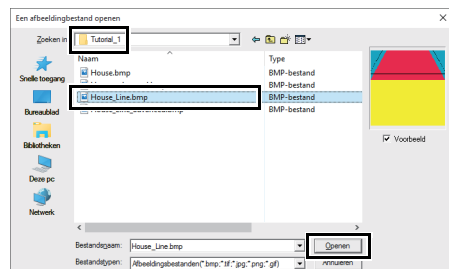 Een afbeeldingbestand openen
Zoeken in
Tutorial_1
Naam
Type
House.bmp
BMP-bestand
BMP-bestand
House_Line.bmp
BMP-bestand
BMP-bestand
Snelle toegang
Bureaublad
Bibliotheken
Deze pc
Netwerk
Voorbeeld
Bestandsnaam:
House_Line.bmp
Openen
Bestandstypen:
Afbeeldingsbestanden(*.bmp;*.tif;*.jpg;*.png;*.gif)
Annuleren